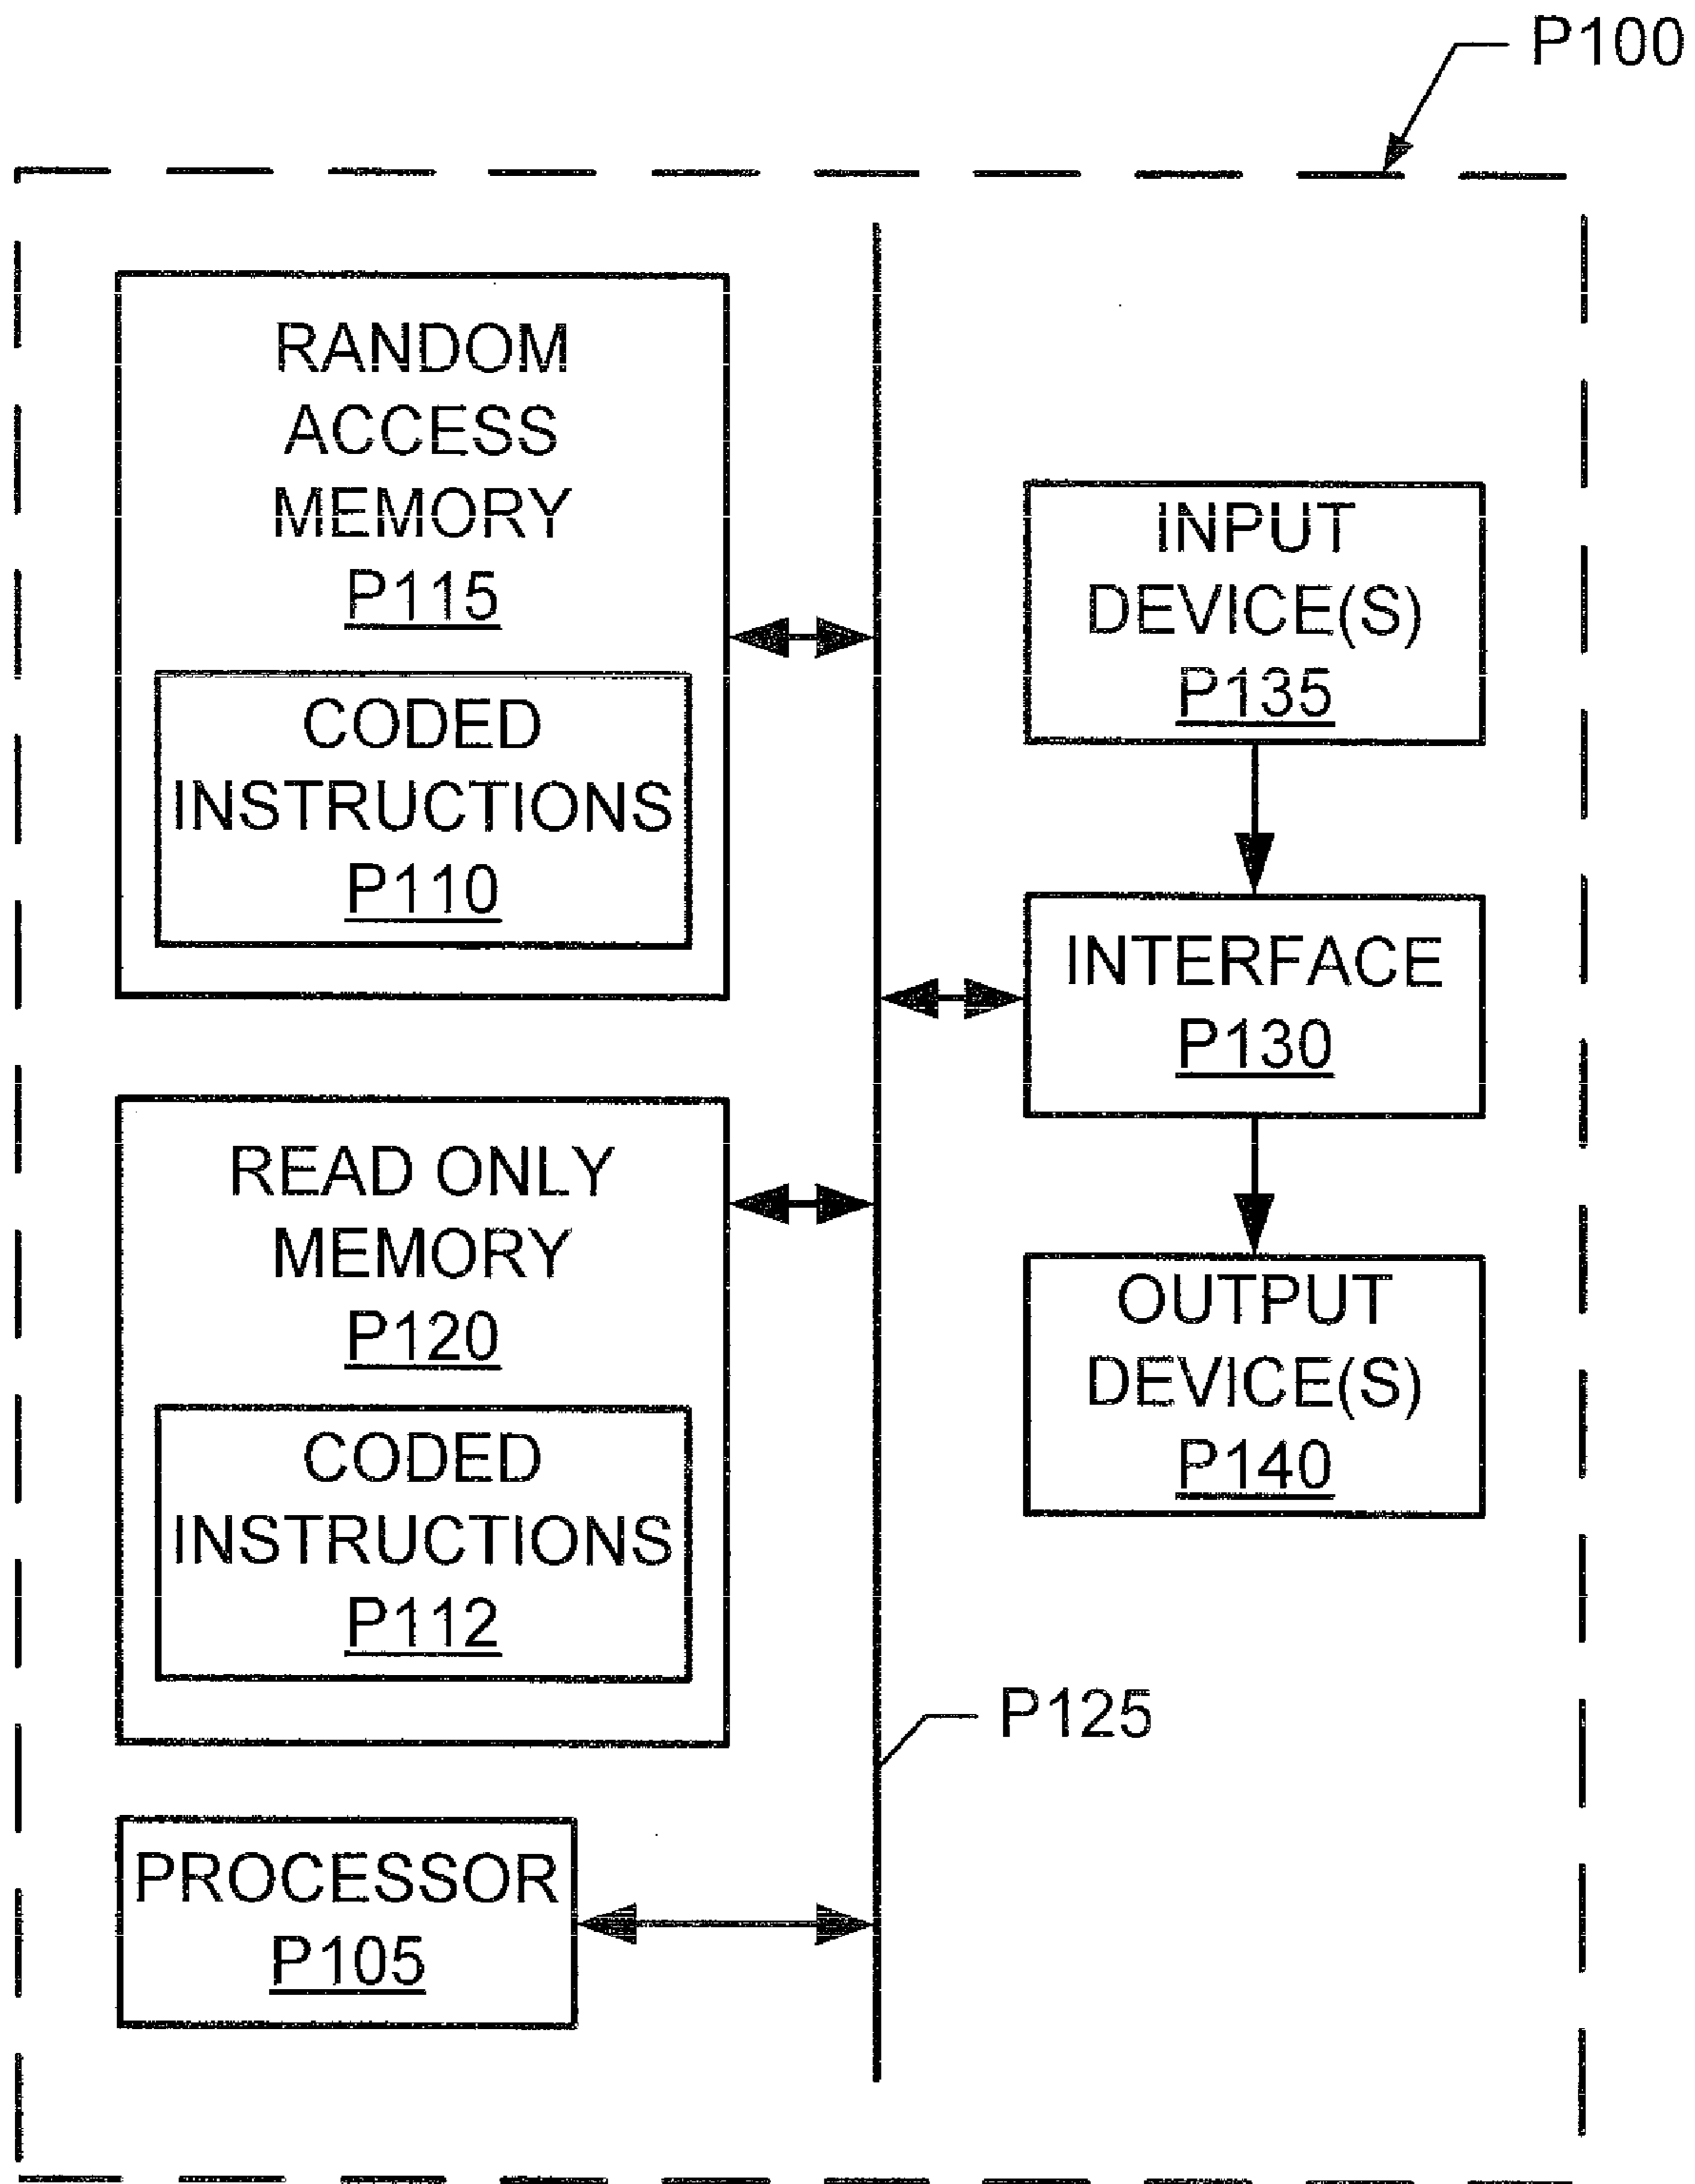 P100
RANDOM
ACCESS
MEMORY
P115
CODED
INSTRUCTIONS
P110
READ ONLY
MEMORY
P120
CODED
INSTRUCTIONS
P112
PROCESSOR
P105
INPUT
DEVICE(S)
P135
INTERFACE
P130
OUTPUT
DEVICE(S)
P140
P125